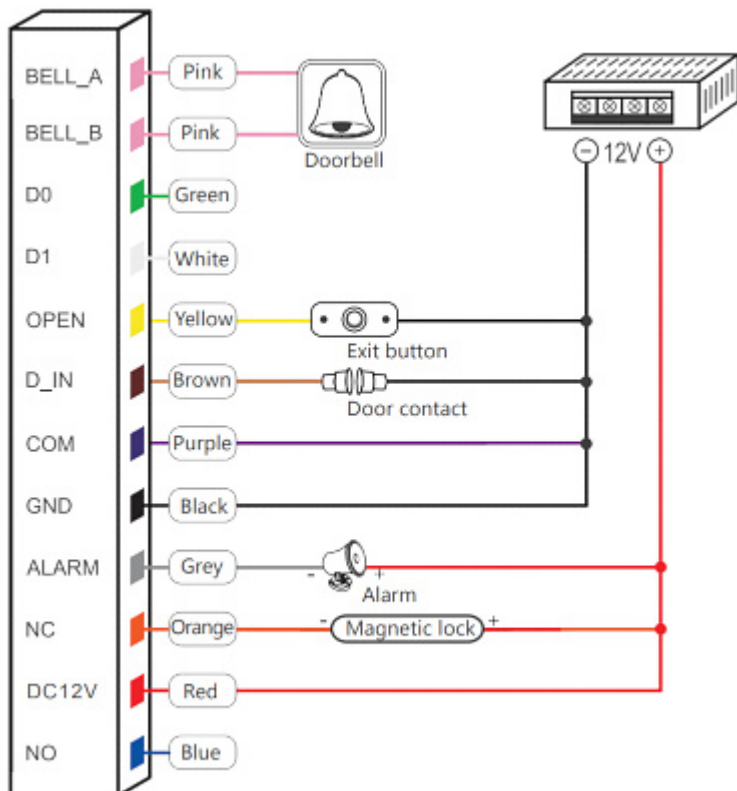 BELL_A Pink
BELL_B Pink
Doorbell
12V
D0 Green
D1 White
OPEN Yellow
Exit button
D_IN Brown
Door contact
COM Purple
GND Black
ALARM Grey - +
Alarm
NC Orange - Magnetic lock +
DC12V Red
NO Blue